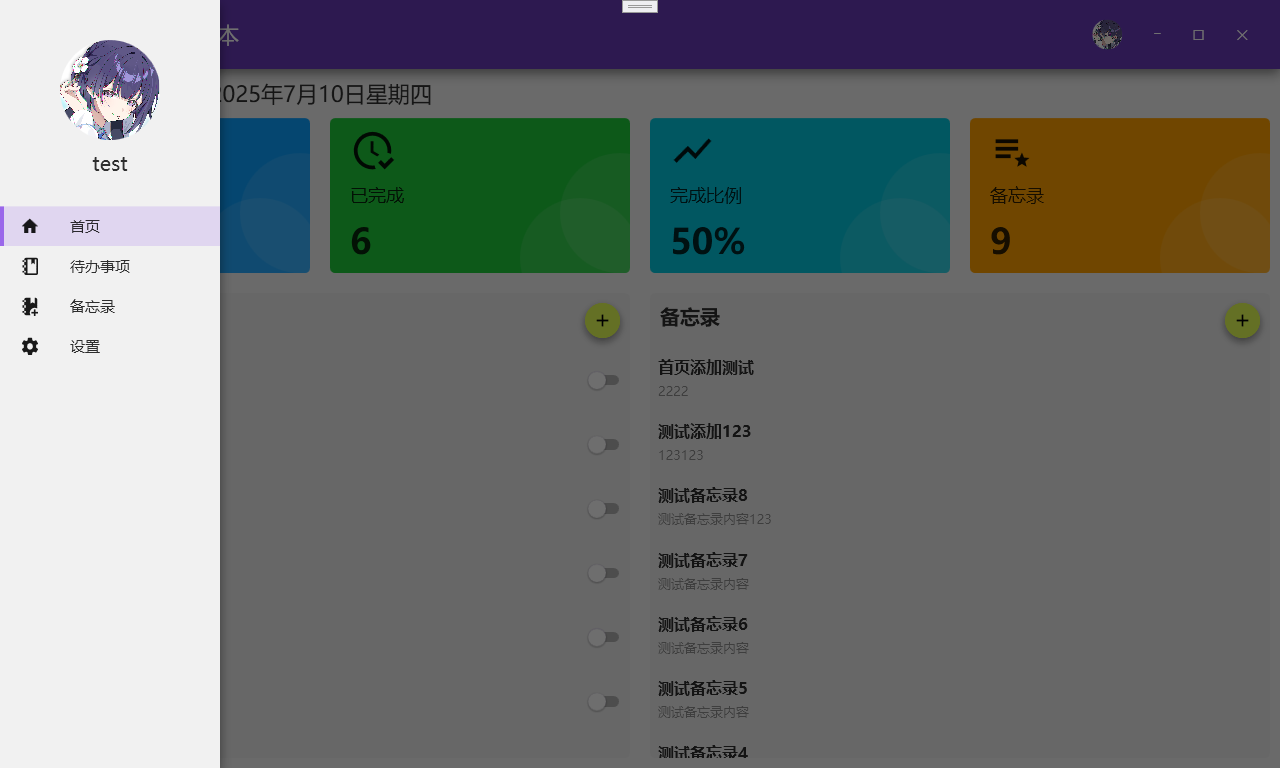 test
首页
待办事项
备忘录
设置
本
2025年7月10日星期四
已完成
6
完成比例
50%
备忘录
9
备忘录
首页添加测试
2222
测试添加123
123123
测试备忘录8
测试备忘录内容123
测试备忘录7
测试备忘录内容
测试备忘录6
测试备忘录内容
测试备忘录5
测试备忘录内容
测试备忘录4